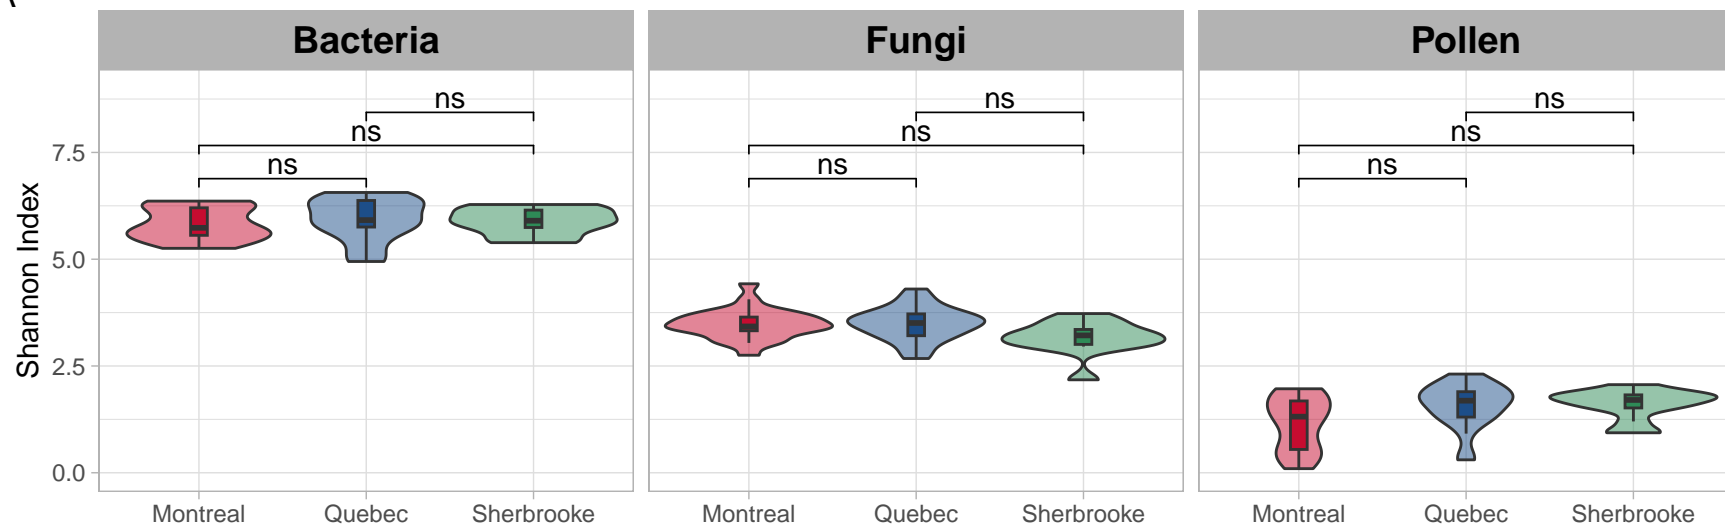 Bacteria Fungi Pollen
ns ns ns
ns ns ns
ns ns ns
7.5
5.0
2.5
0.0
Shannon Index
Montreal Quebec Sherbrooke Montreal Quebec Sherbrooke Montreal Quebec Sherbrooke